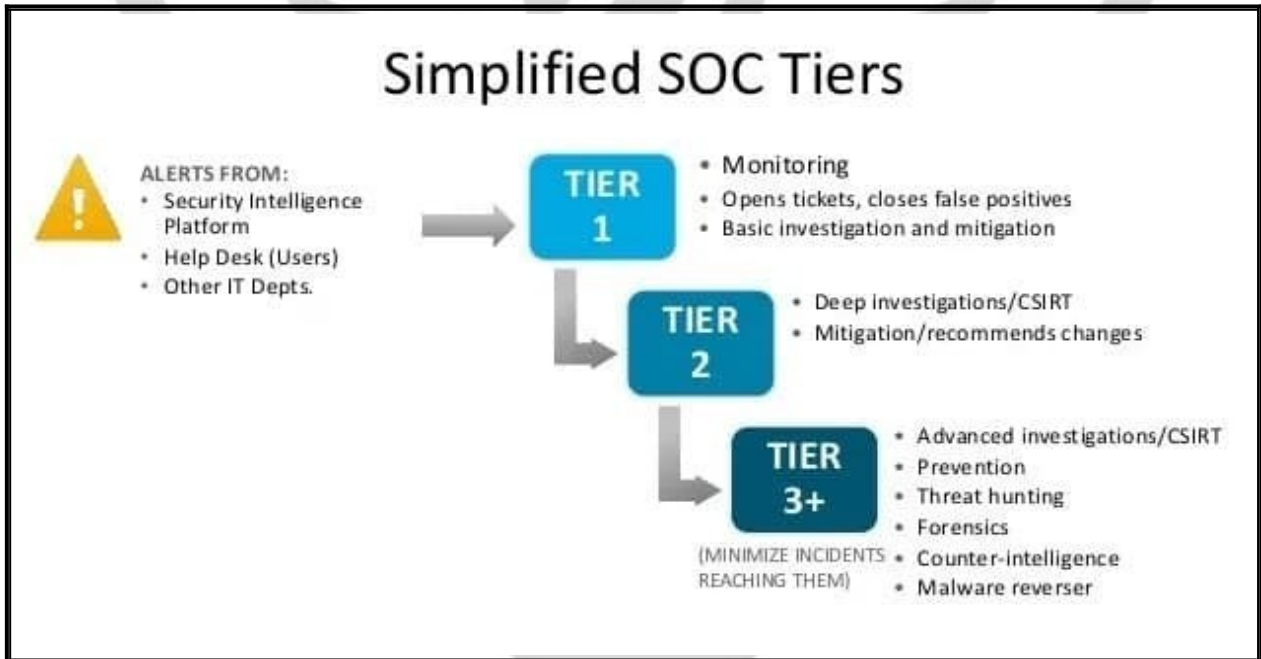 Simplified SOC Tiers
ALERTS FROM:
• Security Intelligence
Platform
• Help Desk (Users)
• Other IT Depts.
TIER
1
• Monitoring
• Opens tickets, closes false positives
• Basic investigation and mitigation
TIER
2
• Deep investigations/CSIRT
• Mitigation/recommends changes
TIER
3+
(MINIMIZE INCIDENTS
REACHING THEM)
• Advanced investigations/CSIRT
• Prevention
• Threat hunting
• Forensics
• Counter-intelligence
• Malware reverser